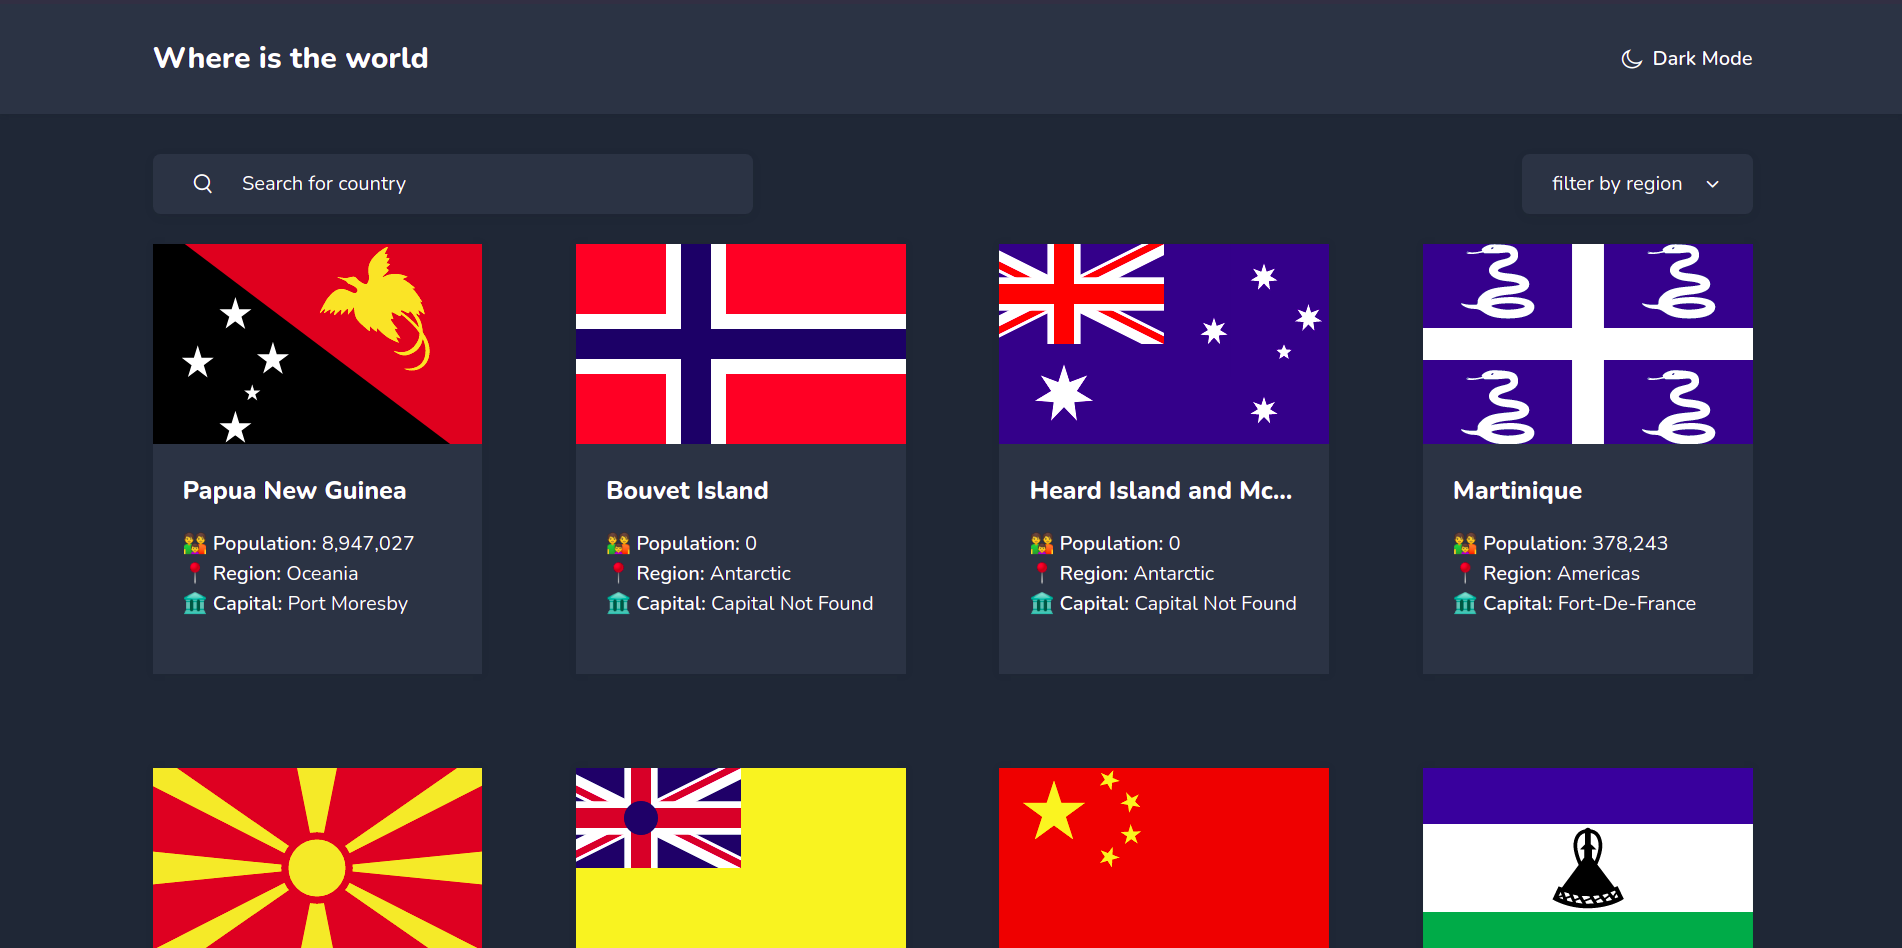 Where is the world
Dark Mode
Search for country
filter by region
Papua New Guinea
Population: 8,947,027
Region: Oceania
Capital: Port Moresby
Bouvet Island
Population: 0
Region: Antarctic
Capital: Capital Not Found
Heard Island and Mc...
Population: 0
Region: Antarctic
Capital: Capital Not Found
Martinique
Population: 378,243
Region: Americas
Capital: Fort-De-France